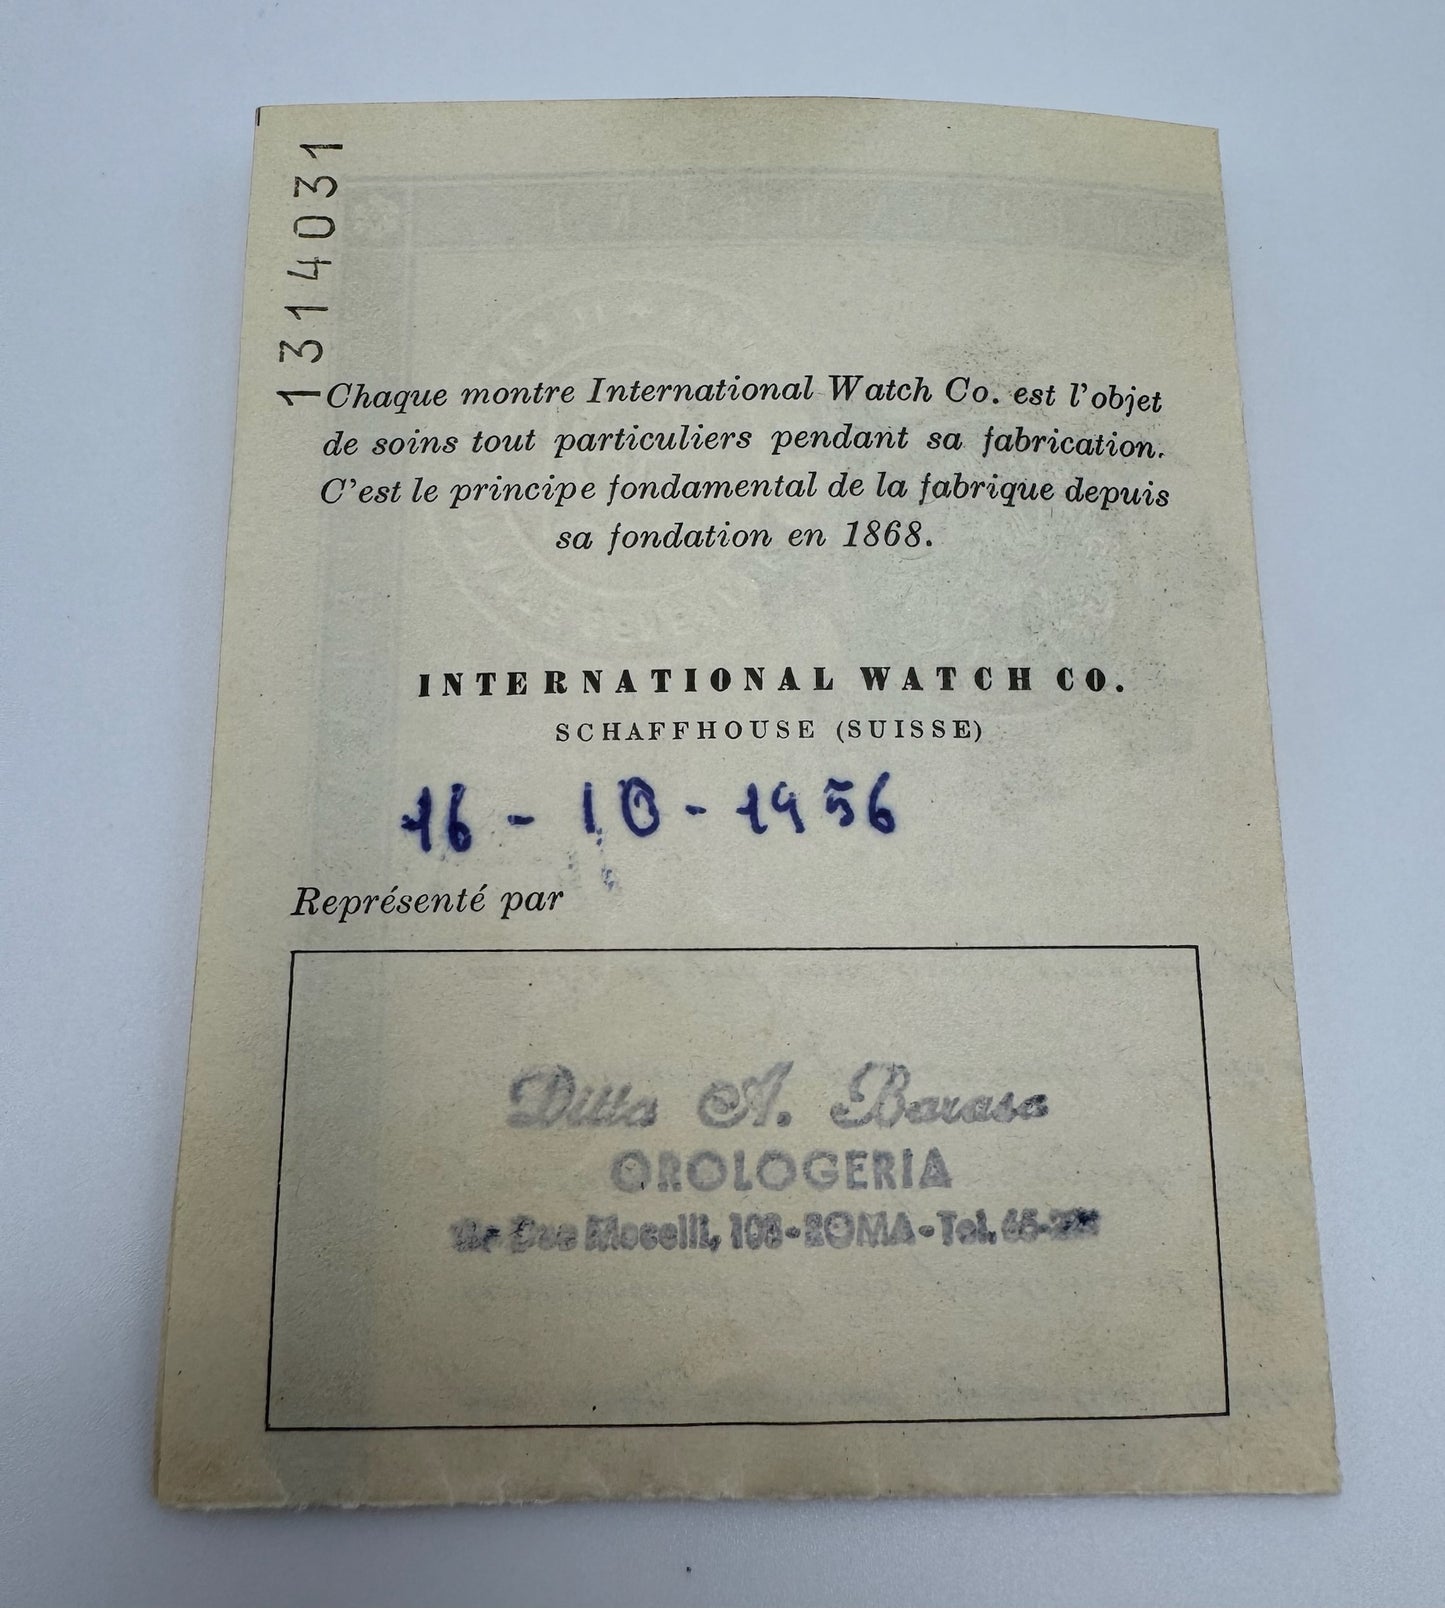 1314031
Chaque montre International Watch Co. est l'objet
de soins tout particuliers pendant sa fabrication.
C'est le principe fondamental de la fabrique depuis
sa fondation en 1868.
INTERNATIONAL WATCH CO.
SCHAFFHOUSE (SUISSE)
16 - 10 - 1956
Représenté par
Ditta A.
OROLOGERIA
ROMA - Tel.